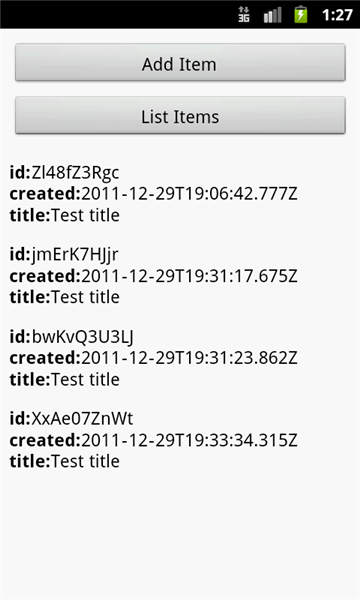 3G 1:27
Add Item
List Items
id:Zl48fZ3Rgc
created:2011-12-29T19:06:42.777Z
title:Test title
id:jmErK7HJjr
created:2011-12-29T19:31:17.675Z
title:Test title
id:bwKvQ3U3LJ
created:2011-12-29T19:31:23.862Z
title:Test title
id:XxAe07ZnWt
created:2011-12-29T19:33:34.315Z
title:Test title